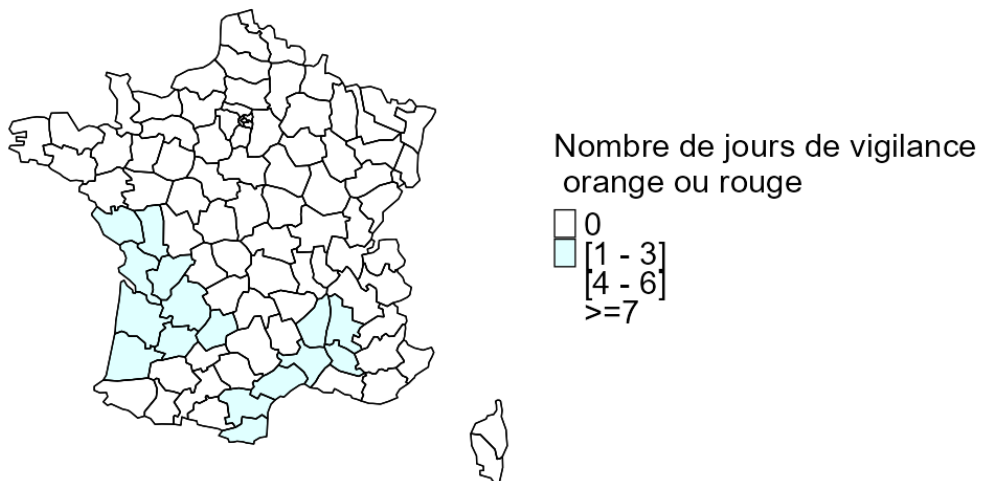 Nombre de jours de vigilance
orange ou rouge
0
[1 - 3]
[4 - 6]
>=7